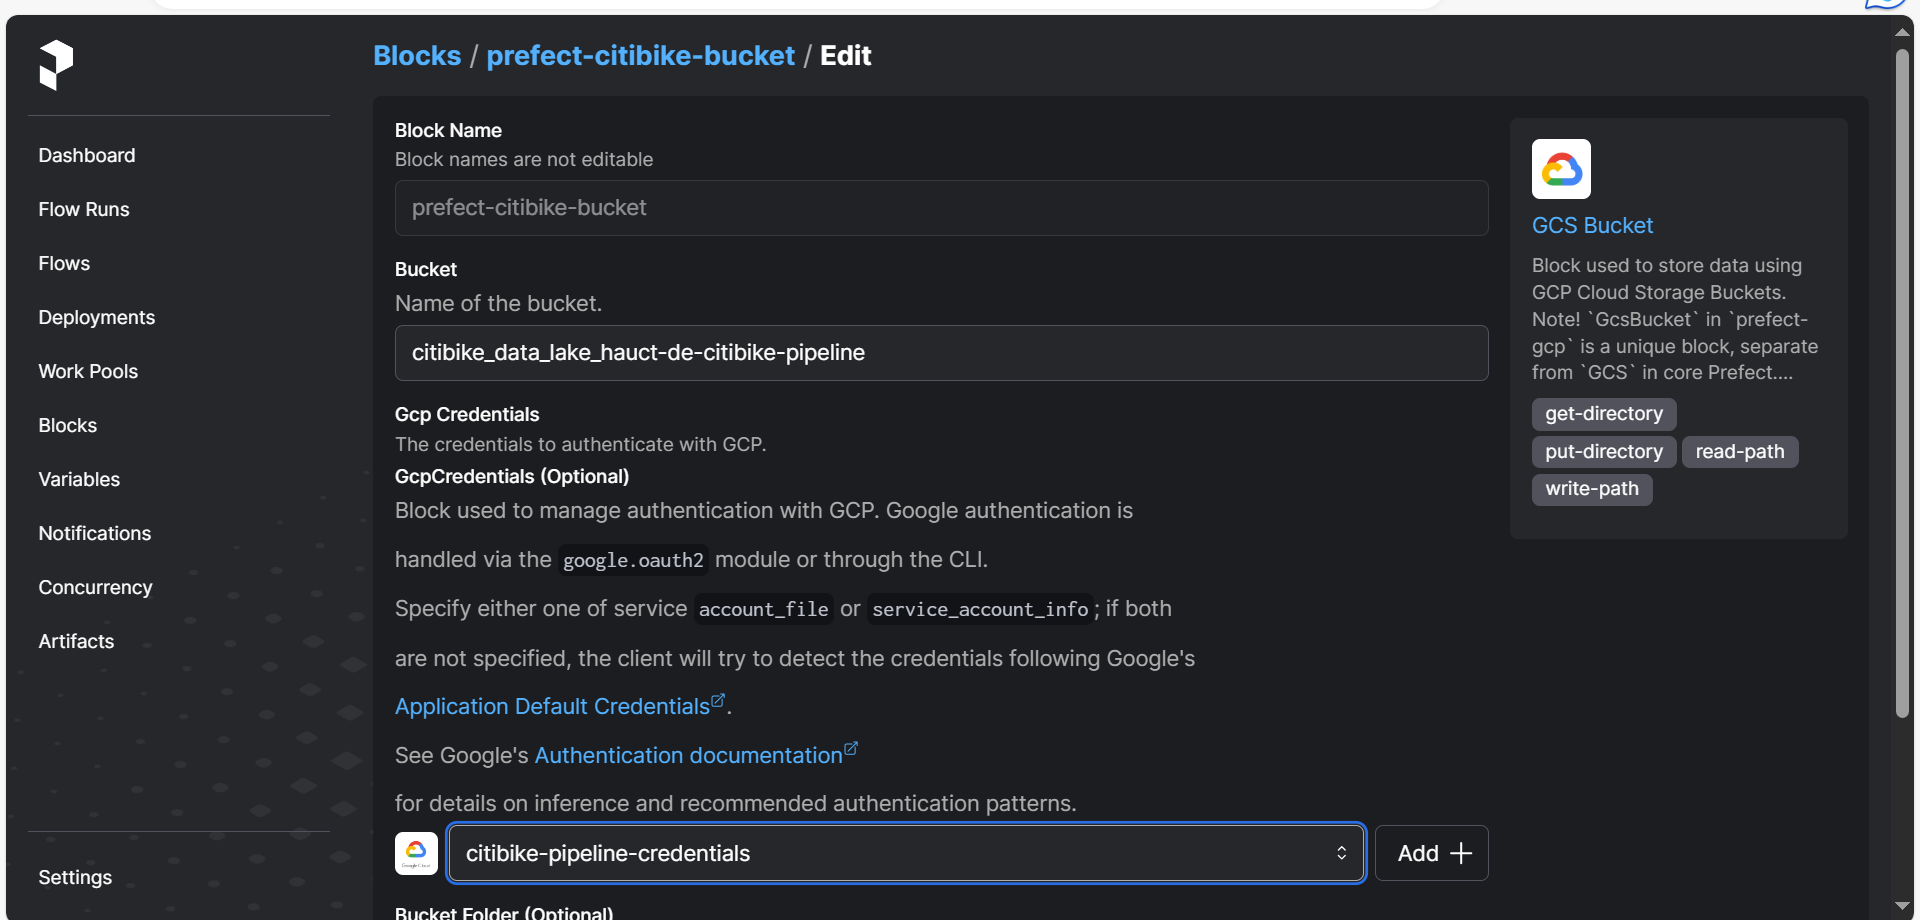 Blocks / prefect-citibike-bucket / Edit
Dashboard
Flow Runs
Flows
Deployments
Work Pools
Blocks
Variables
Notifications
Concurrency
Artifacts
Settings
Block Name
Block names are not editable
prefect-citibike-bucket
Bucket
Name of the bucket.
citibike_data_lake_hauct-de-citibike-pipeline
Gcp Credentials
The credentials to authenticate with GCP.
GcpCredentials (Optional)
Block used to manage authentication with GCP. Google authentication is
handled via the google.oauth2 module or through the CLI.
Specify either one of service account_file or service_account_info; if both
are not specified, the client will try to detect the credentials following Google's
Application Default Credentials.
See Google's Authentication documentation
for details on inference and recommended authentication patterns.
citibike-pipeline-credentials
Add
Bucket Folder (Optional)
GCS Bucket
Block used to store data using
GCP Cloud Storage Buckets.
Note! `GcsBucket` in `prefect-
gcp` is a unique block, separate
from `GCS` in core Prefect....
get-directory
put-directory read-path
write-path